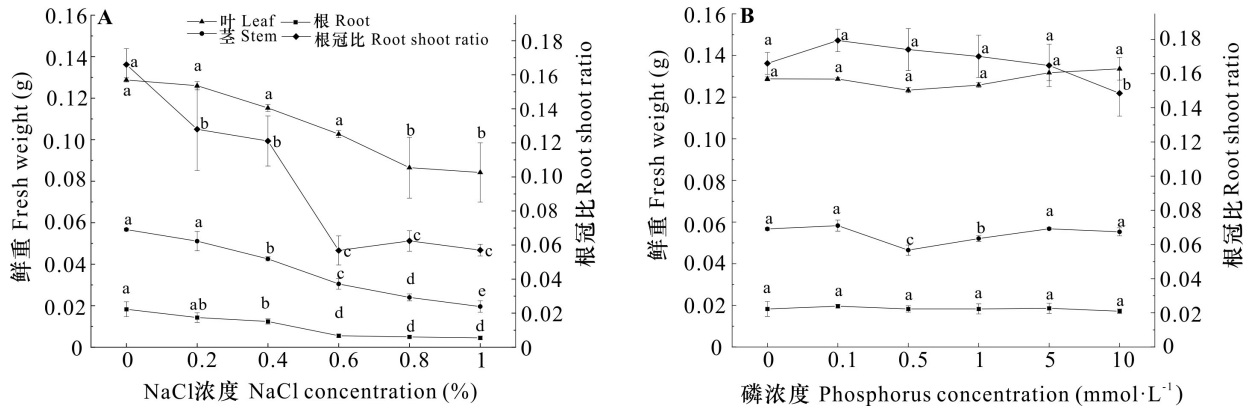 A
叶 Leaf 根 Root
茎 Stem 根冠比 Root shoot ratio
鲜重 Fresh weight (g)
0.16
0.14
0.12
0.10
0.08
0.06
0.04
0.02
0
a a
a b a b a b b
a a b c d e
a ab b d d d
c c c
0 0.2 0.4 0.6 0.8 1
NaCl浓度 NaCl concentration (%)
0.18
0.16
0.14
0.12
0.10
0.08
0.06
0.04
0.02
0
根冠比 Root shoot ratio
B
鲜重 Fresh weight (g)
0.16
0.14
0.12
0.10
0.08
0.06
0.04
0.02
0
a a a a a a
a a a a a b
a a c b a a
a a a a a a
0 0.1 0.5 1 5 10
磷浓度 Phosphorus concentration (mmol·L⁻¹)
0.18
0.16
0.14
0.12
0.10
0.08
0.06
0.04
0.02
0
根冠比 Root shoot ratio